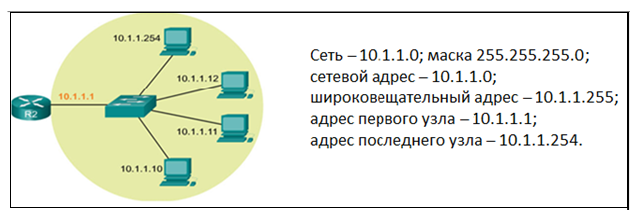 10.1.1.254
10.1.1.12
10.1.1.1
R2
10.1.1.11
10.1.1.10
Сеть – 10.1.1.0; маска 255.255.255.0;
сетевой адрес – 10.1.1.0;
широковещательный адрес – 10.1.1.255;
адрес первого узла – 10.1.1.1;
адрес последнего узла – 10.1.1.254.